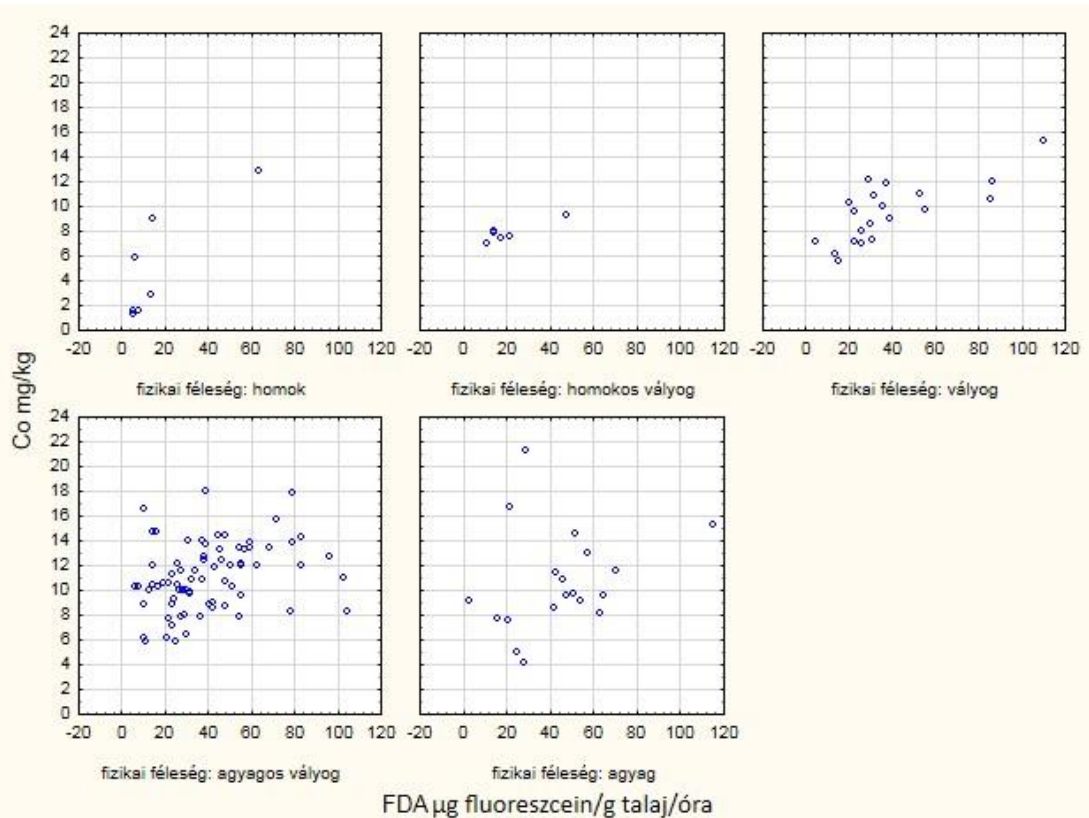 24
22
20
18
16
14
12
10
8
6
4
2
0
-20 0 20 40 60 80 100 120
-20 0 20 40 60 80 100 120
-20 0 20 40 60 80 100 120
fizikai féleség: homok
fizikai féleség: homokos vályog
fizikai féleség: vályog
Co mg/kg
24
22
20
18
16
14
12
10
8
6
4
2
0
-20 0 20 40 60 80 100 120
-20 0 20 40 60 80 100 120
fizikai féleség: agyagos vályog
fizikai féleség: agyag
FDA µg fluoreszcein/g talaj/óra